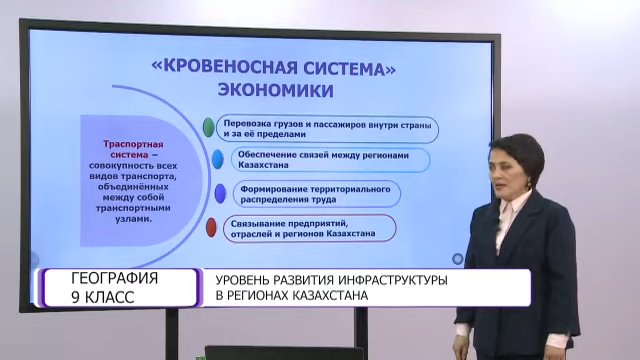 «КРОВЕНОСНАЯ СИСТЕМА»
ЭКОНОМИКИ
Траспортная
система –
совокупность всех
видов транспорта,
объединённых
между собой
транспортными
узлами.
Перевозка грузов и пассажиров внутри страны
и за её пределами
Обеспечение связей между регионами
Казахстана
Формирование территориального
распределения труда
Связывание предприятий,
отраслей и регионов Казахстана
ГЕОГРАФИЯ
9 КЛАСС
УРОВЕНЬ РАЗВИТИЯ ИНФРАСТРУКТУРЫ
В РЕГИОНАХ КАЗАХСТАНА